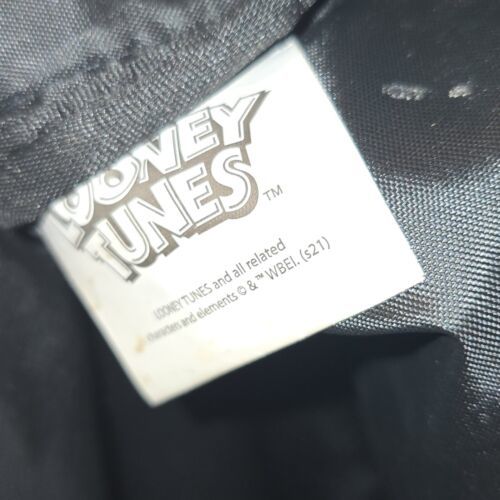 LOONEY
TUNES ™
LOONEY TUNES and all related
characters and elements © & ™ WBEI. (s21)